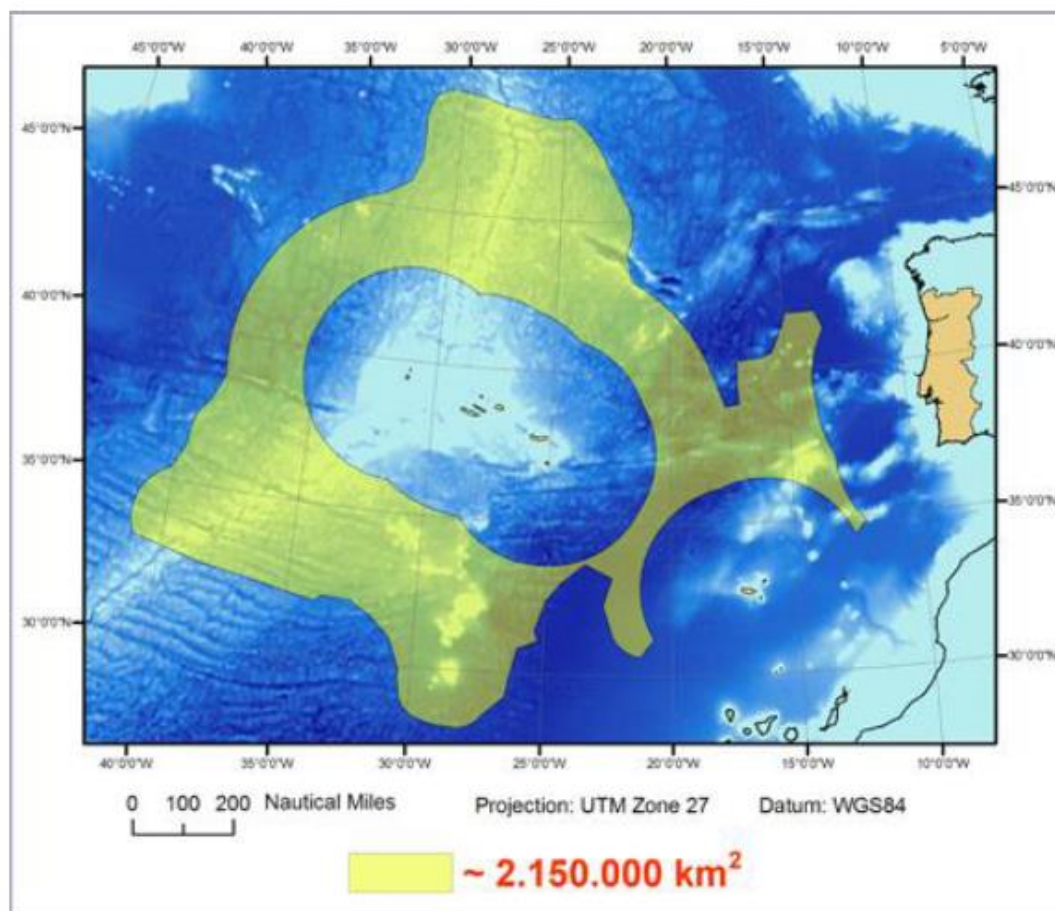 45°0'0"W 40°0'0"W 35°0'0"W 30°0'0"W 25°0'0"W 20°0'0"W 15°0'0"W 10°0'0"W 5°0'0"W
45°0'0"N
45°0'0"N
40°0'0"N
40°0'0"N
35°0'0"N
35°0'0"N
30°0'0"N
30°0'0"N
40°0'0"W 35°0'0"W 30°0'0"W 25°0'0"W 20°0'0"W 15°0'0"W 10°0'0"W
0 100 200 Nautical Miles Projection: UTM Zone 27 Datum: WGS84
~ 2.150.000 km²